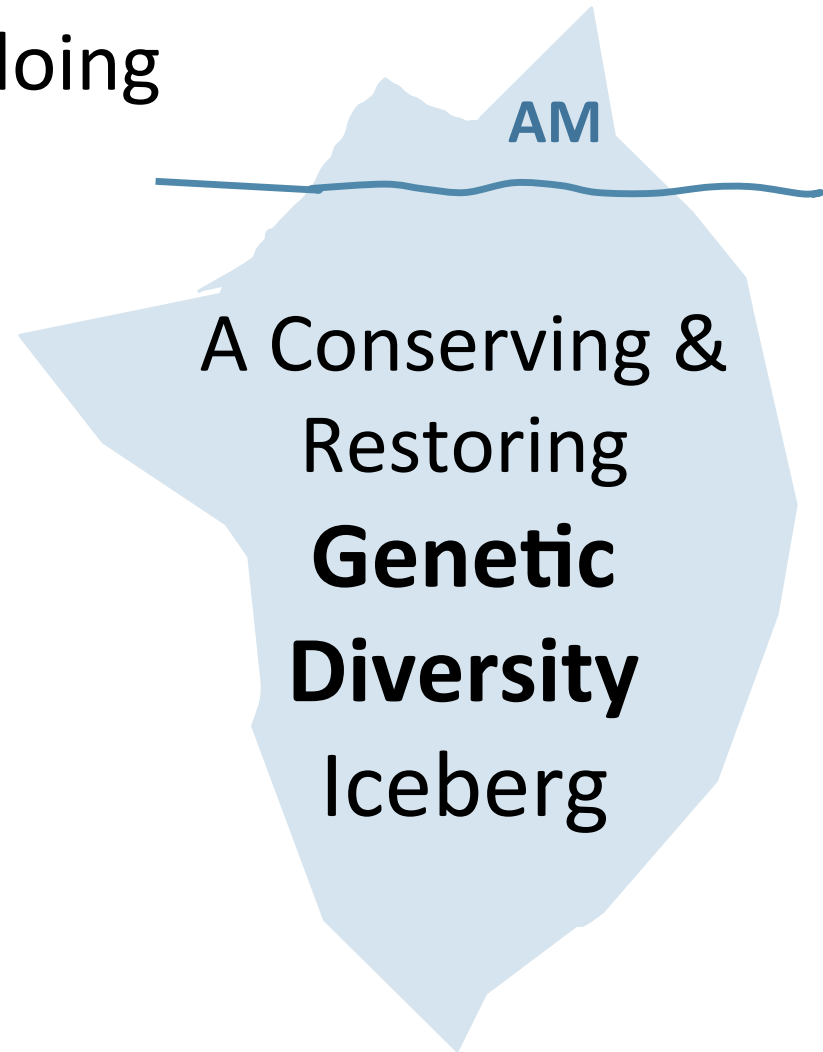 loing
AM
A Conserving &
Restoring
Genetic
Diversity
Iceberg